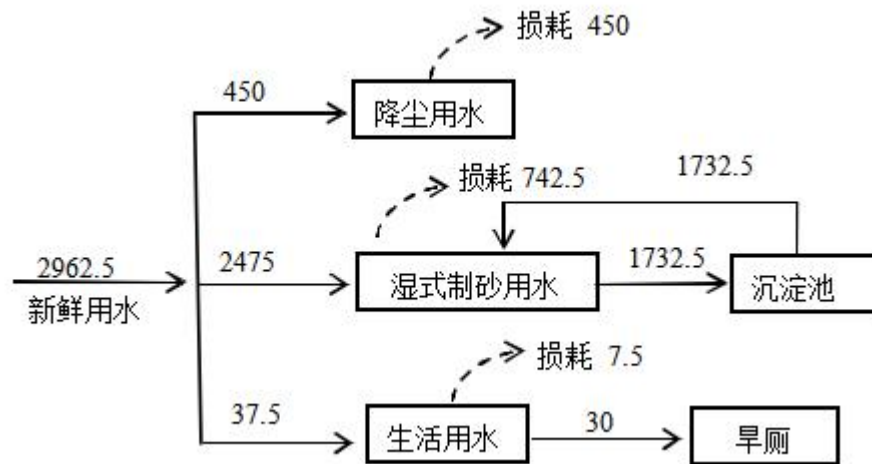 损耗 450
450
降尘用水
损耗 742.5
1732.5
2962.5
新鲜用水
2475
湿式制砂用水
1732.5
沉淀池
损耗 7.5
37.5
生活用水
30
旱厕